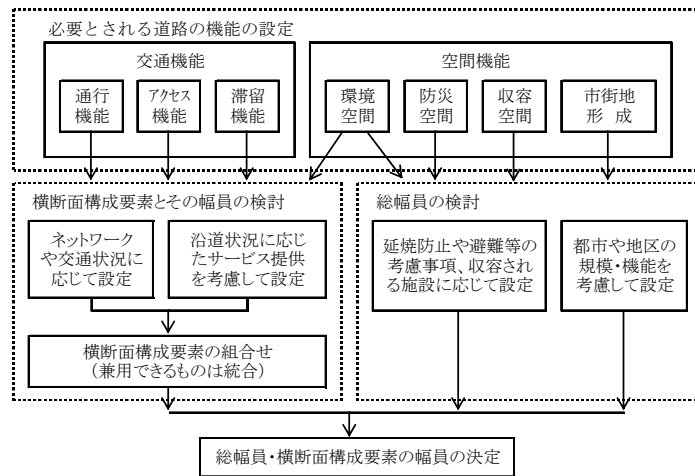 必要とされる道路の機能の設定
交通機能
通行
機能
アクセス
機能
滞留
機能
空間機能
環境
空間
防災
空間
収容
空間
市街地
形 成
横断面構成要素とその幅員の検討
ネットワーク
や交通状況に
応じて設定
沿道状況に応じ
たサービス提供
を考慮して設定
横断面構成要素の組合せ
(兼用できるものは統合)
総幅員の検討
延焼防止や避難等の
考慮事項、収容され
る施設に応じて設定
都市や地区の
規模・機能を
考慮して設定
総幅員・横断面構成要素の幅員の決定